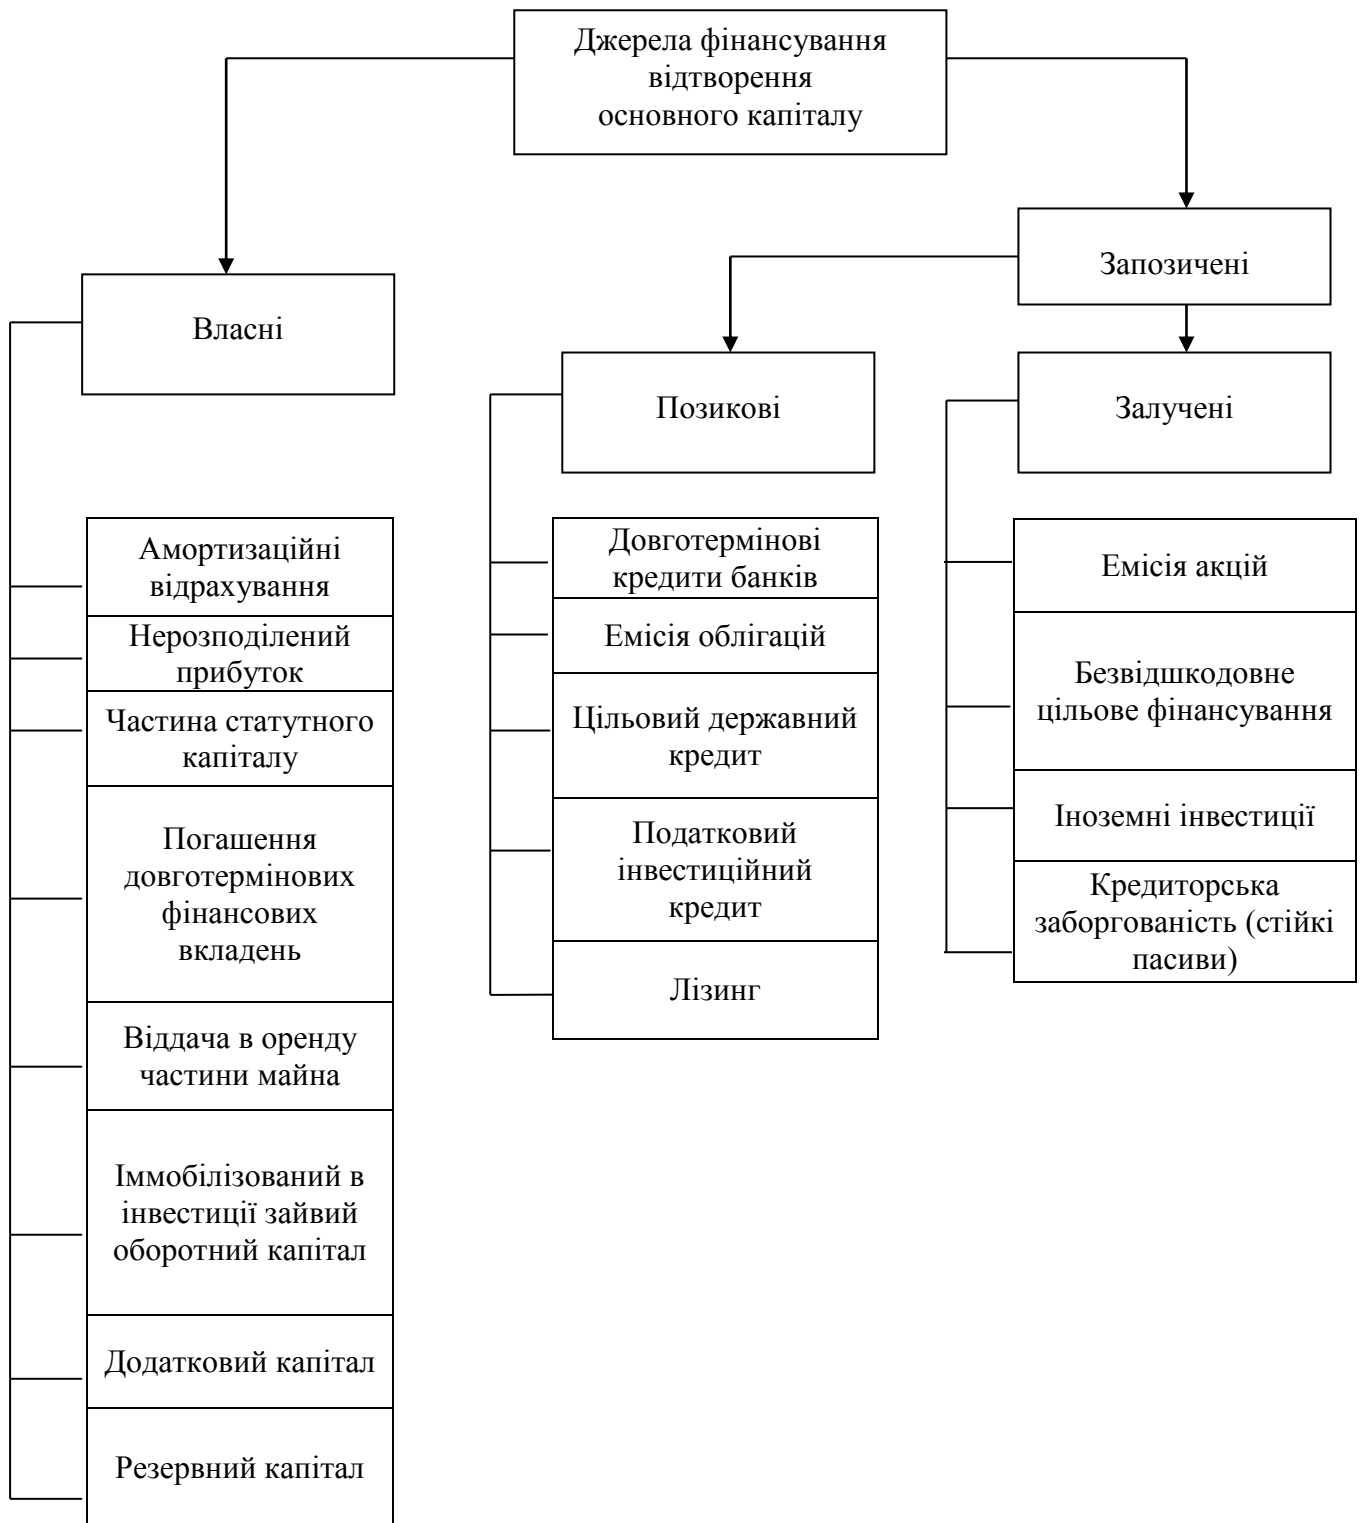 Джерела фінансування
відтворення
основного капіталу
Запозичені
Власні
Позикові
Залучені
Амортизаційні
відрахування
Нерозподілений
прибуток
Частина статутного
капіталу
Погашення
довготермінових
фінансових
вкладень
Віддача в оренду
частини майна
Іммобілізований в
інвестиції зайвий
оборотний капітал
Додатковий капітал
Резервний капітал
Довготермінові
кредити банків
Емісія облігацій
Цільовий державний
кредит
Податковий
інвестиційний
кредит
Лізинг
Емісія акцій
Безвідшкодовне
цільове фінансування
Іноземні інвестиції
Кредиторська
заборгованість (стійкі
пасиви)